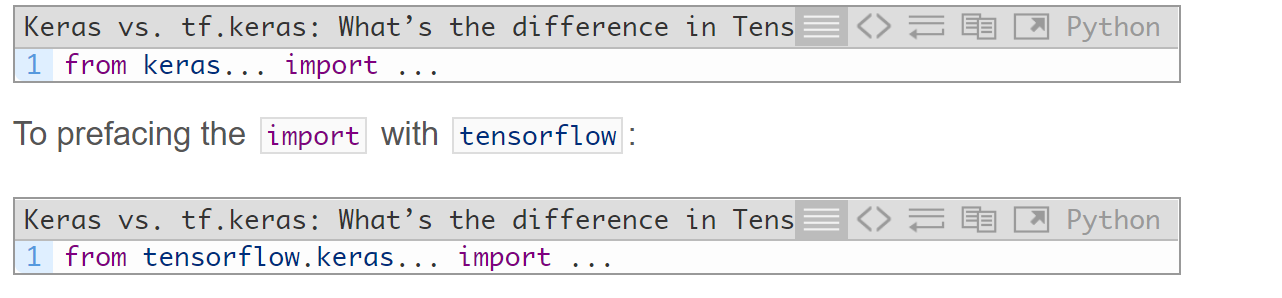 Keras vs. tf.keras: What’s the difference in Tens Python
1 from keras... import ...
To prefacing the import with tensorflow :
Keras vs. tf.keras: What’s the difference in Tens Python
1 from tensorflow.keras... import ...